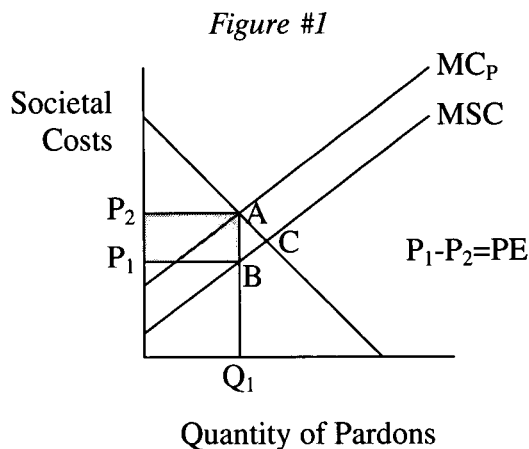 Figure #1
MC_P
Societal
Costs
MSC
P₂
A
C
P₁
P₁-P₂=PE
B
Q₁
Quantity of Pardons